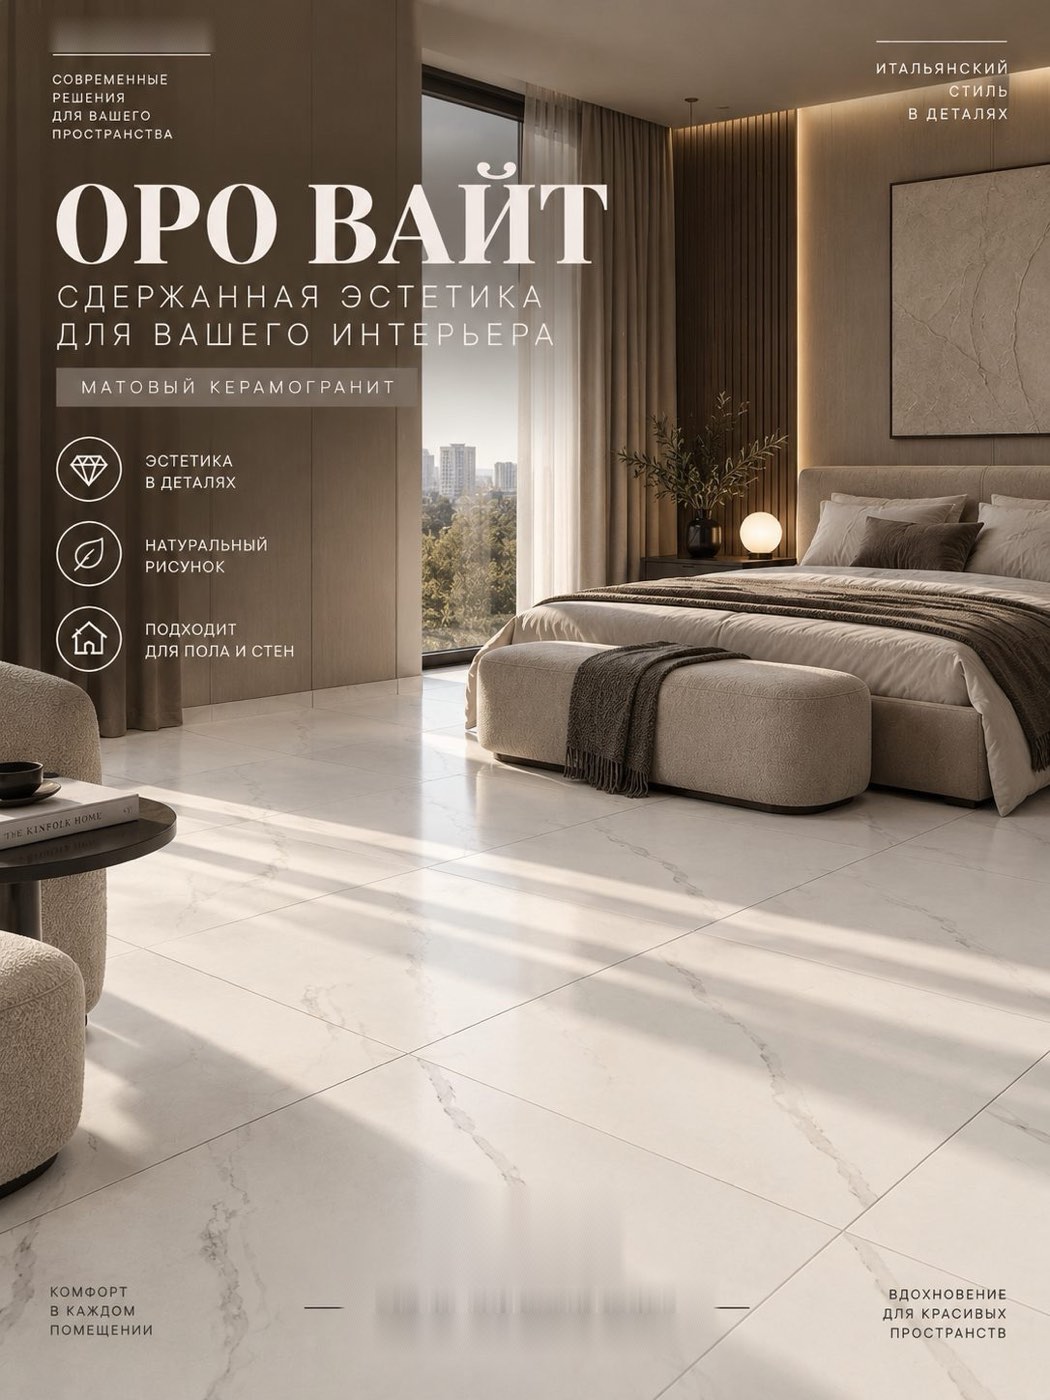 СОВРЕМЕННЫЕ
РЕШЕНИЯ
ДЛЯ ВАШЕГО
ПРОСТРАНСТВА
ИТАЛЬЯНСКИЙ
СТИЛЬ
В ДЕТАЛЯХ
ОРО ВАЙТ
СДЕРЖАННАЯ ЭСТЕТИКА
ДЛЯ ВАШЕГО ИНТЕРЬЕРА
МАТОВЫЙ КЕРАМОГРАНИТ
ЭСТЕТИКА
В ДЕТАЛЯХ
НАТУРАЛЬНЫЙ
РИСУНОК
ПОДХОДИТ
ДЛЯ ПОЛА И СТЕН
THE KINFOLK HOME
КОМФОРТ
В КАЖДОМ
ПОМЕЩЕНИИ
ВДОХНОВЕНИЕ
ДЛЯ КРАСИВЫХ
ПРОСТРАНСТВ